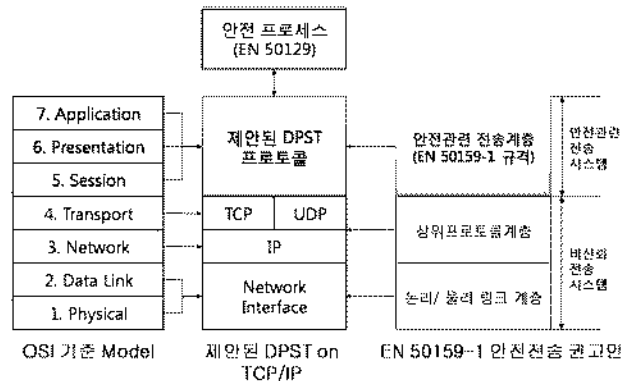 안전 프로세스
(EN 50129)
7. Application
6. Presentation
5. Session
4. Transport
3. Network
2. Data Link
1. Physical
OSI 기준 Model
제안된 DPST
프로토콜
TCP
UDP
IP
Network
Interface
제안된 DPST on
TCP/IP
안전관련 전송계층
(EN 50159-1 규격)
상위프로토콜계층
논리/ 물리 링크 계층
EN 50159-1 안전전송 권고안
안전관련
전송
시스템
비신뢰
전송
시스템